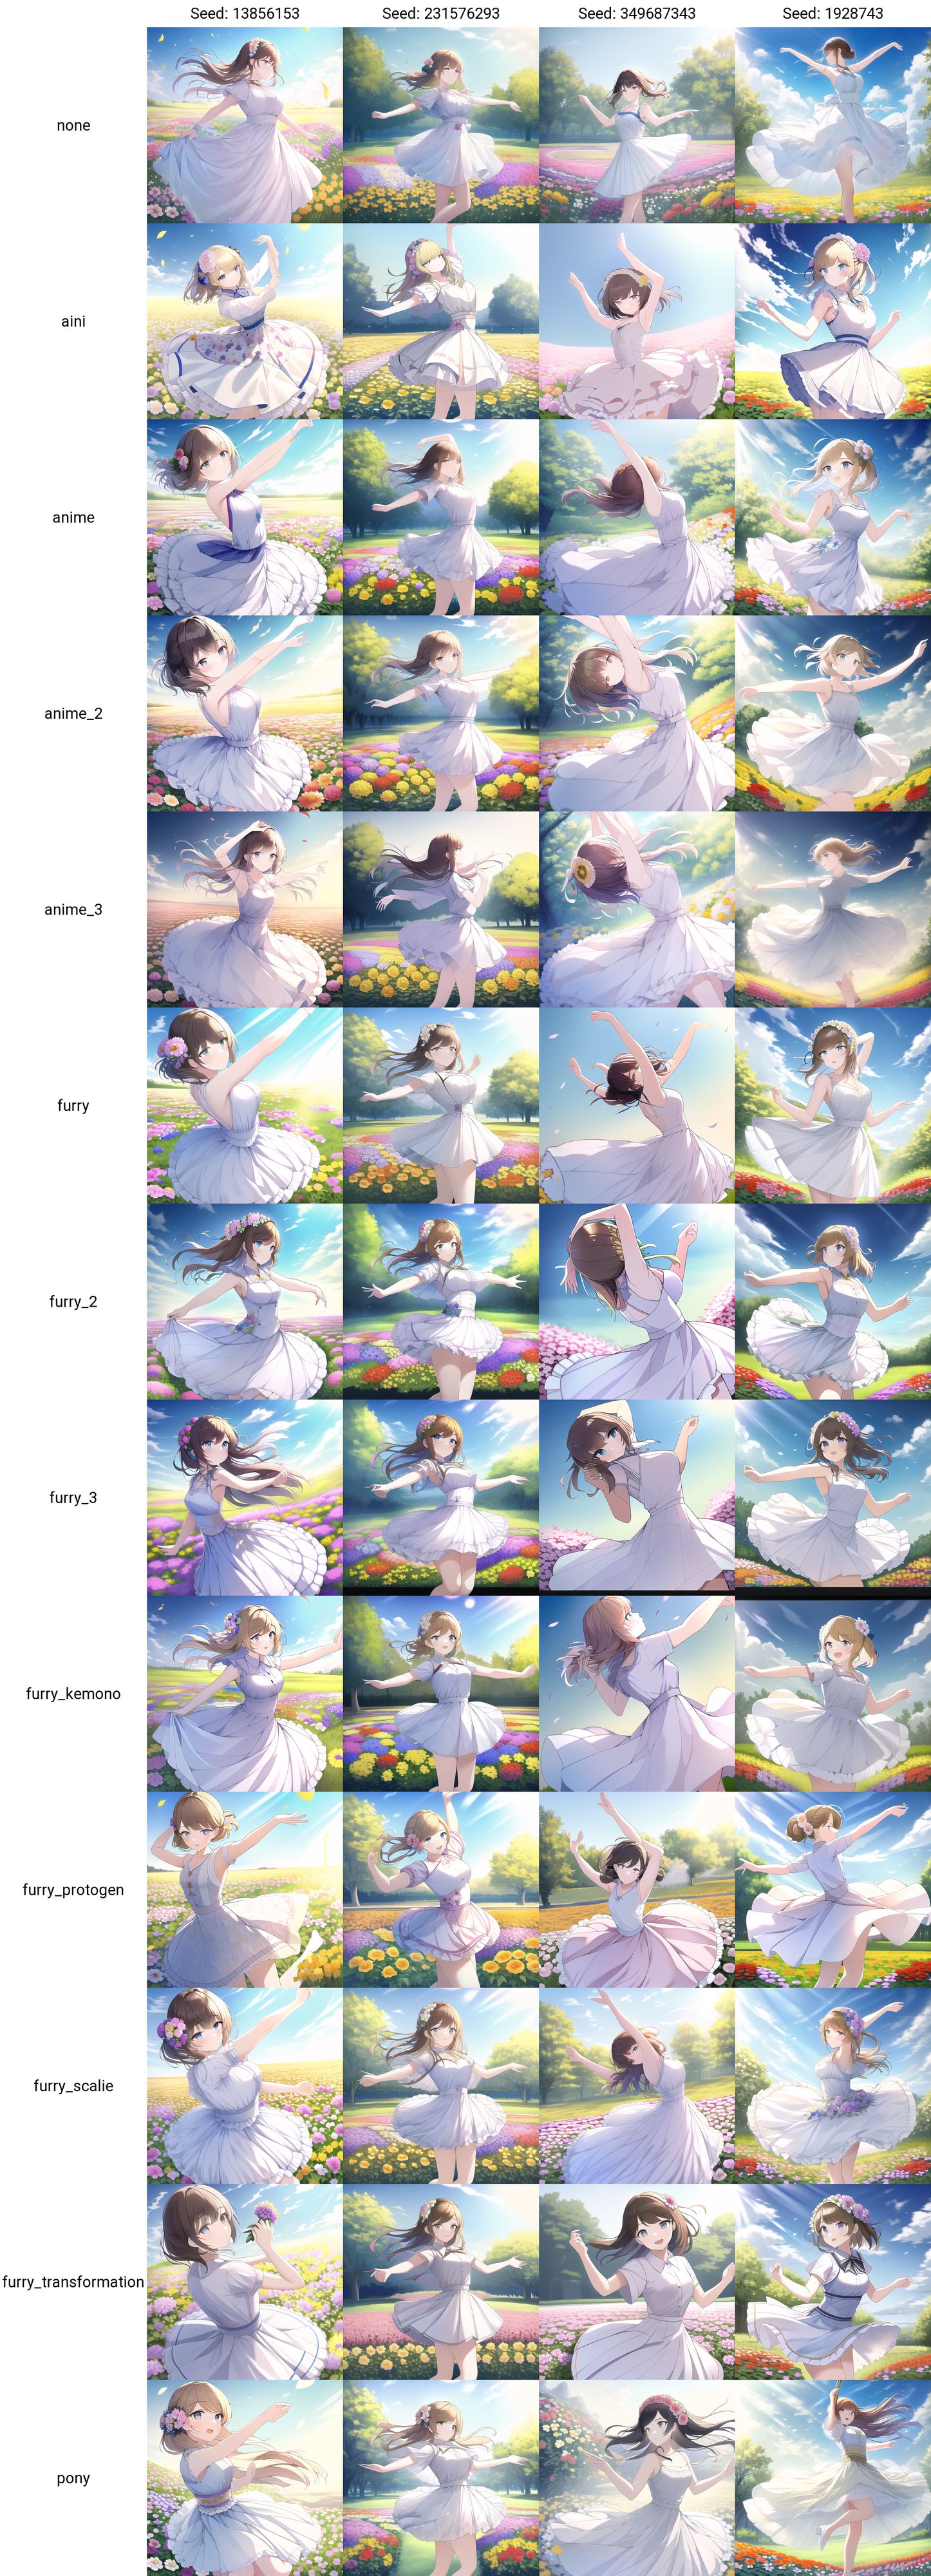 Seed: 13856153 Seed: 231576293 Seed: 349687343 Seed: 1928743
none
aini
anime
anime_2
anime_3
furry
furry_2
furry_3
furry_kemono
furry_protogen
furry_scalie
furry_transformation
pony